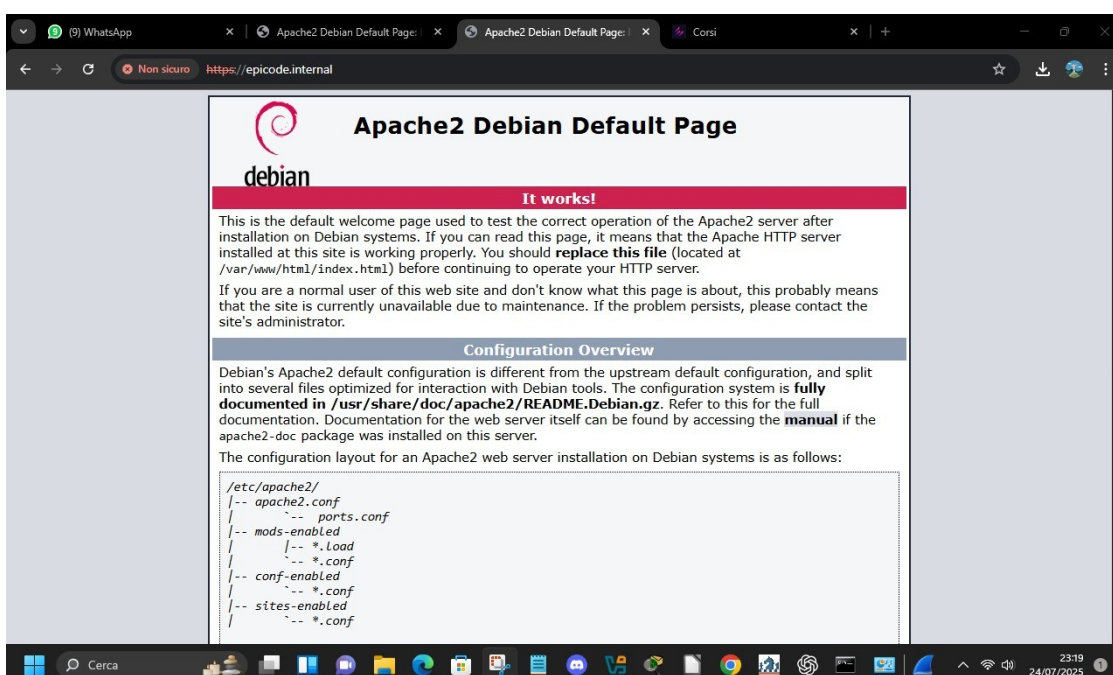 (9) WhatsApp
Apache2 Debian Default Page:
Apache2 Debian Default Page:
Corsi
Non sicuro
https://epicode.internal
debian
Apache2 Debian Default Page
It works!
This is the default welcome page used to test the correct operation of the Apache2 server after
installation on Debian systems. If you can read this page, it means that the Apache HTTP server
installed at this site is working properly. You should replace this file (located at
/var/www/html/index.html) before continuing to operate your HTTP server.
If you are a normal user of this web site and don't know what this page is about, this probably means
that the site is currently unavailable due to maintenance. If the problem persists, please contact the
site's administrator.
Configuration Overview
Debian's Apache2 default configuration is different from the upstream default configuration, and split
into several files optimized for interaction with Debian tools. The configuration system is fully
documented in /usr/share/doc/apache2/README.Debian.gz. Refer to this for the full
documentation. Documentation for the web server itself can be found by accessing the manual if the
apache2-doc package was installed on this server.
The configuration layout for an Apache2 web server installation on Debian systems is as follows:
/etc/apache2/
|-- apache2.conf
|       `--  ports.conf
|-- mods-enabled
|       |-- *.load
|       `-- *.conf
|-- conf-enabled
|       `-- *.conf
|-- sites-enabled
|       `-- *.conf
Cerca
23:19
24/07/2025
1